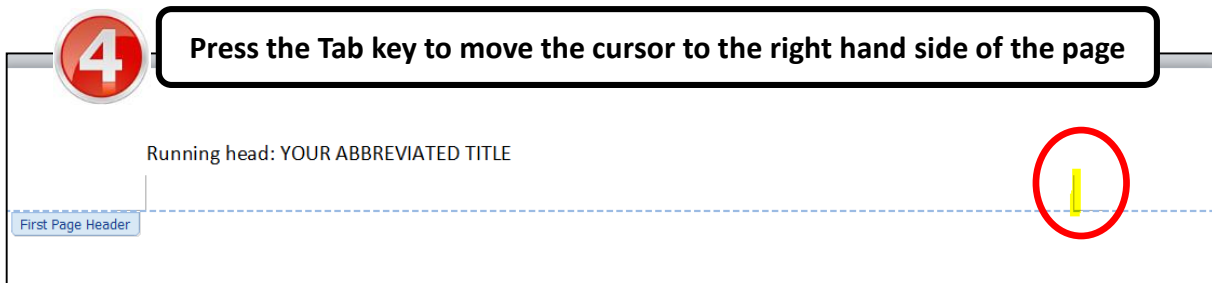 4
Press the Tab key to move the cursor to the right hand side of the page
Running head: YOUR ABBREVIATED TITLE
First Page Header